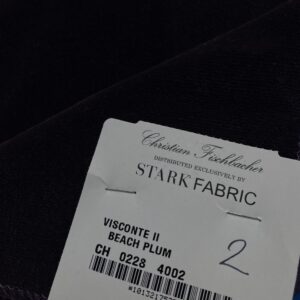 Christian Fischbacher
DISTRIBUTED EXCLUSIVELY BY
STARK FABRIC
VISCONTE II
BEACH PLUM
CH 0228 4002
2